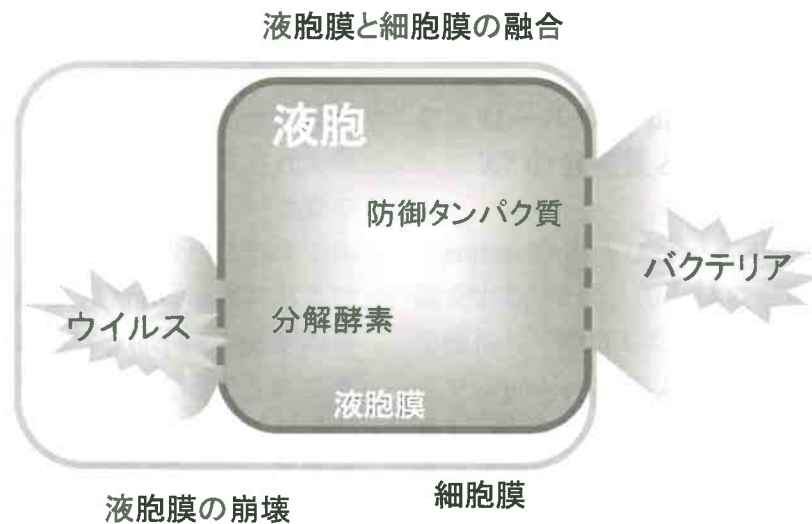 液胞膜と細胞膜の融合
液胞
防御タンパク質
バクテリア
ウイルス
分解酵素
液胞膜
細胞膜
液胞膜の崩壊